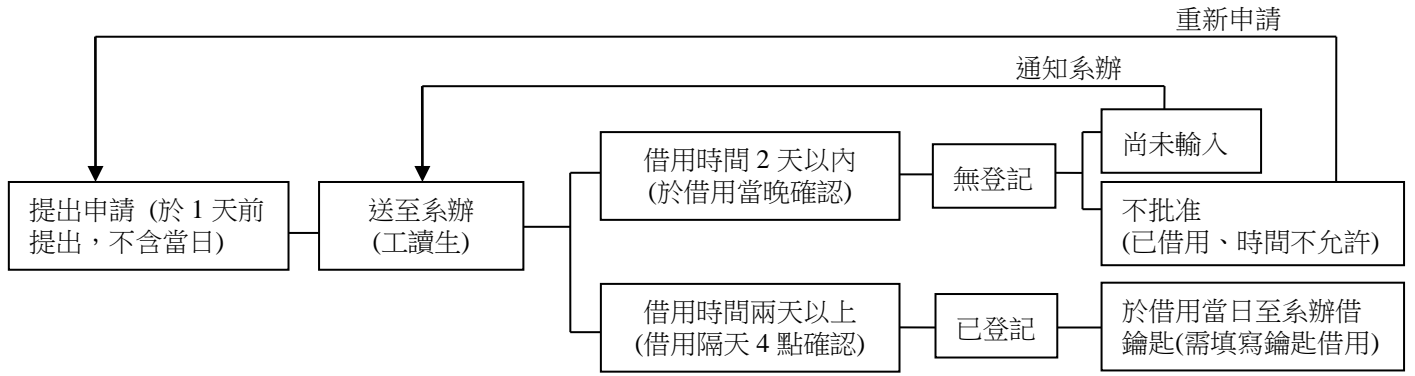 重新申請
通知系辦
尚未輸入
借用時間 2 天以內
(於借用當晚確認)
無登記
提出申請 (於 1 天前
提出，不含當日)
送至系辦
(工讀生)
不批准
(已借用、時間不允許)
借用時間兩天以上
(借用隔天 4 點確認)
已登記
於借用當日至系辦借
鑰匙(需填寫鑰匙借用)